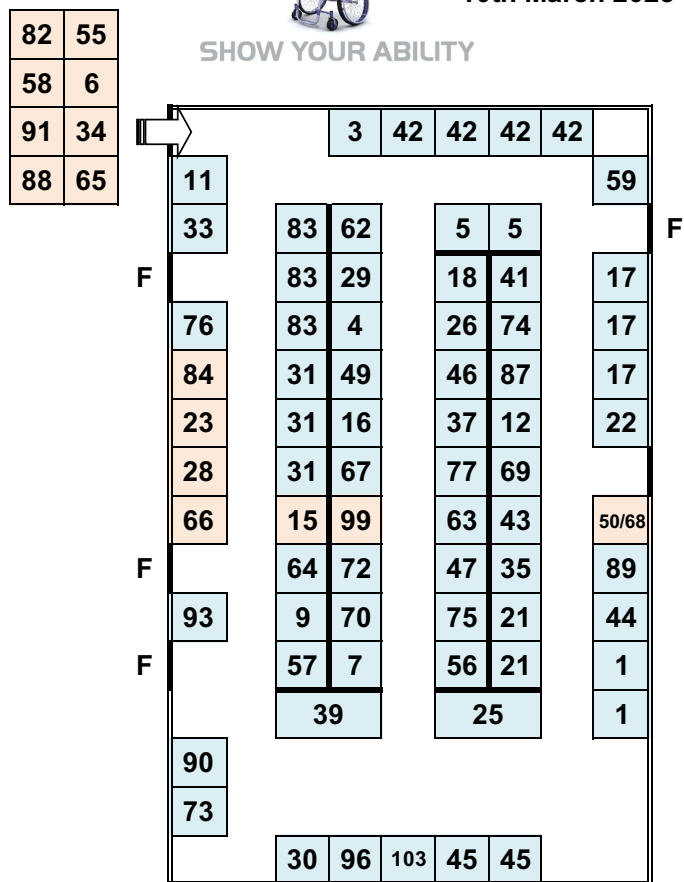 March
82 55
SHOW YOUR ABILITY
58 6
91 34 3 42 42 42 42
88 65 11 59
33 83 62 5 5 F
F 83 29 18 41 17
76 83 4 26 74 17
84 31 49 46 87 17
23 31 16 37 12 22
28 31 67 77 69
66 15 99 63 43 50/68
F 64 72 47 35 89
93 9 70 75 21 44
F 57 7 56 21 1
39 25 1
90
73
30 96 103 45 45